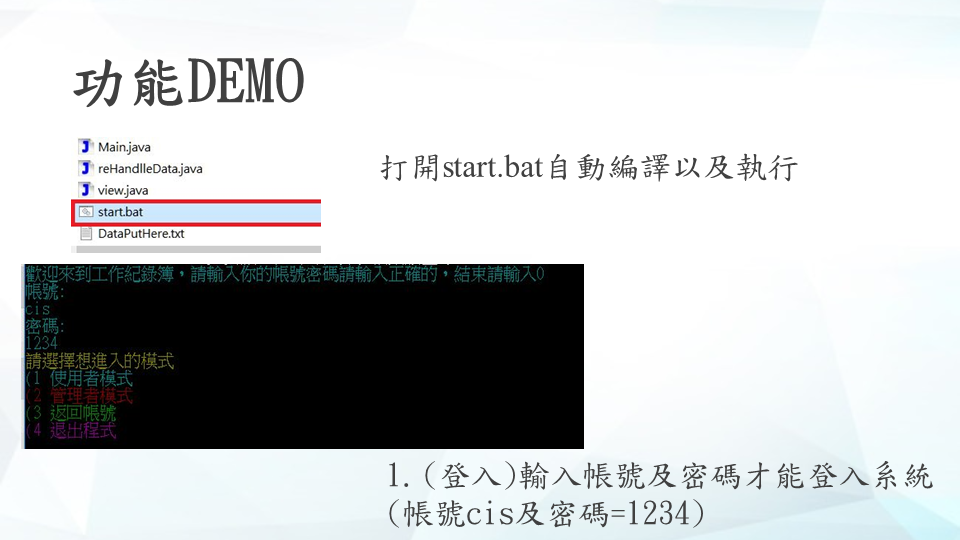 功能DEMO
Main.java
reHandlleData.java
view.java
start.bat
DataPutHere.txt
打開start.bat自動編譯以及執行
歡迎來到工作紀錄簿，請輸入你的帳號密碼請輸入正確的，結束請輸入0
帳號:
cis
密碼:
1234
請選擇想進入的模式
(1 使用者模式
(2 管理者模式
(3 返回帳號
(4 退出程式
1.(登入)輸入帳號及密碼才能登入系統
(帳號cis及密碼=1234)